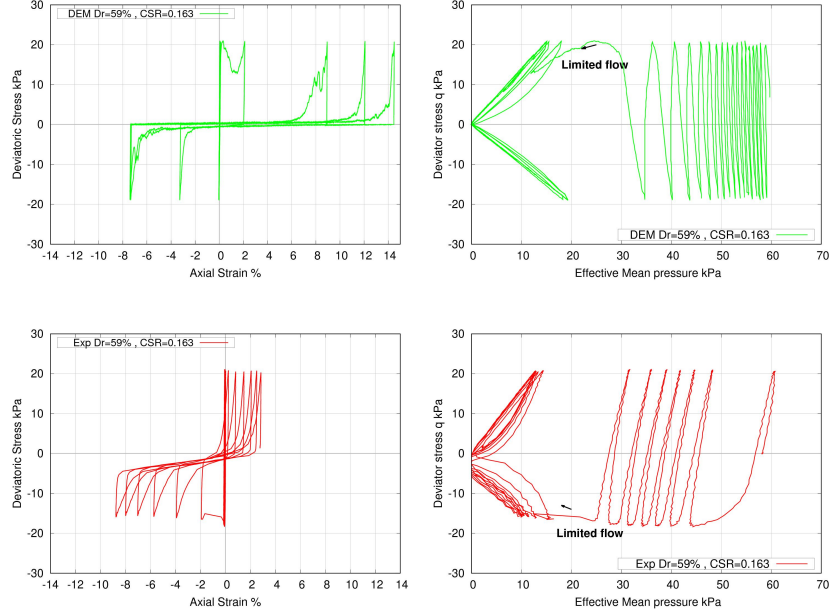 DEM Dr=59% , CSR=0.163
30
20
10
0
-10
-20
-30
Deviatoric Stress kPa
-14 -12 -10 -8 -6 -4 -2 0 2 4 6 8 10 12 14
Axial Strain %
Limited flow
30
20
10
0
-10
-20
-30
Deviator stress q kPa
DEM Dr=59% , CSR=0.163
0 10 20 30 40 50 60 70
Effective Mean pressure kPa
Exp Dr=59% , CSR=0.163
30
20
10
0
-10
-20
-30
Deviatoric Stress kPa
-14 -12 -10 -8 -6 -4 -2 0 2 4 6 8 10 12 14
Axial Strain %
30
20
10
0
-10
-20
-30
Deviator stress q kPa
Limited flow
Exp Dr=59% , CSR=0.163
0 10 20 30 40 50 60 70
Effective Mean pressure kPa